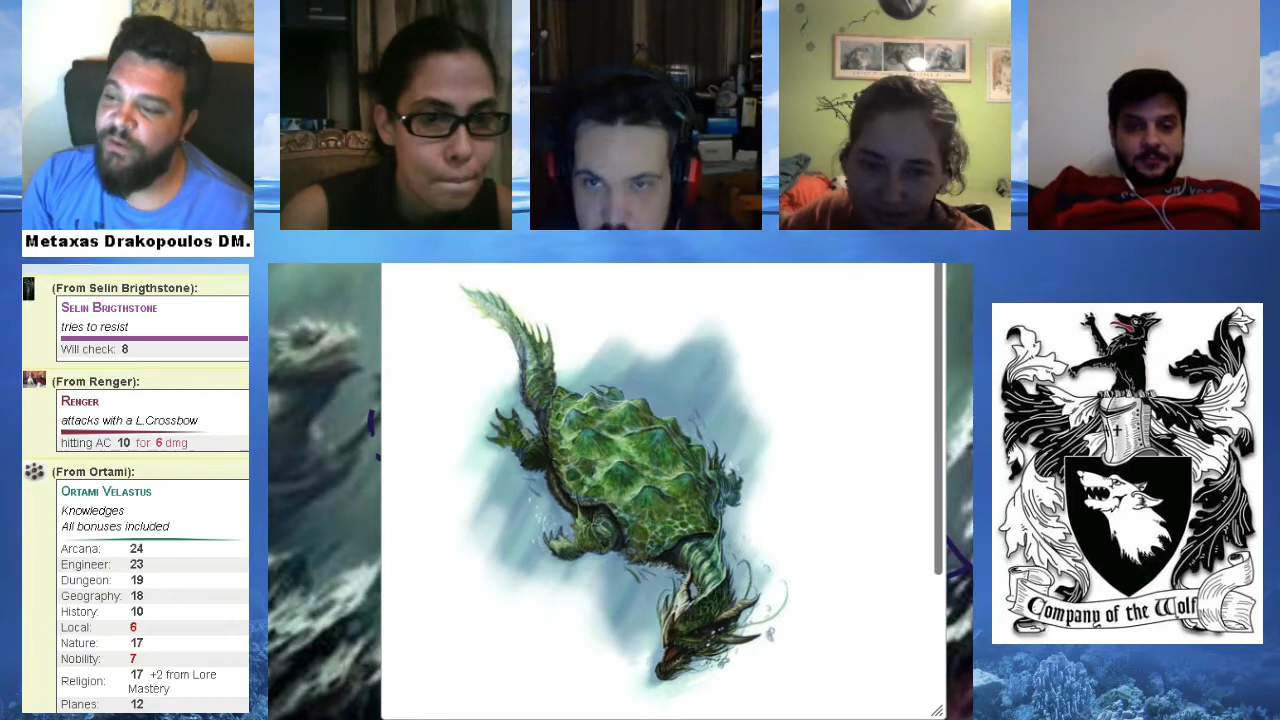 Metaxas Drakopoulos DM.
(From Selin Brigthstone):
Selin Brigthstone
tries to resist
Will check: 8
(From Renger):
Renger
attacks with a L.Crossbow
hitting AC 10 for 6 dmg
(From Ortami):
Ortami Velastus
Knowledges
All bonuses included
Arcana: 24
Engineer: 23
Dungeon: 19
Geography: 18
History: 10
Local: 6
Nature: 17
Nobility: 7
Religion: 17 +2 from Lore
Mastery
Planes: 12
Company of the Wolf